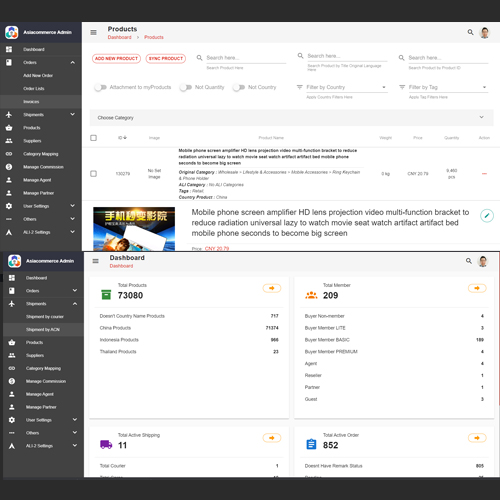 Asiacommerce Admin
Dashboard
Orders
Add New Order
Order Lists
Invoices
Shipments
Products
Suppliers
Category Mapping
Manage Commission
Manage Agent
Manage Partner
User Settings
Others
ALI-2 Settings
Products
Dashboard > Products
ADD NEW PRODUCT
SYNC PRODUCT
Search here...
Search Product Here
Search here...
Search Product by Title Original Language Here
Search here...
Search Product by Product ID
Attachment to myProducts
Not Quantity
Not Country
Filter by Country
Apply Country Filters Here
Filter by Tag
Apply Tag Filters Here
Choose Category
ID Image Product Name Weight Price Quantity Action
139279
No Set Image
Mobile phone screen amplifier HD lens projection video multi-function bracket to reduce
radiation universal lazy to watch movie seat watch artifact artifact bed mobile phone
seconds to become big screen
Original Category : Wholesale > Lifestyle & Accessories > Mobile Accessories > Ring Keychain
& Phone Holder
ALI Category : No ALI Categories
Tags : Retail,
Country Product : China
0 kg
CNY 20.79
9.460 pcs
手机秒变影院
Mobile phone screen amplifier HD lens projection video multi-function bracket to
reduce radiation universal lazy to watch movie seat watch artifact artifact bed
mobile phone seconds to become big screen
Price CNY 20.79
Asiacommerce Admin
Dashboard
Orders
Shipments
Shipment by courier
Shipment by ACN
Products
Suppliers
Category Mapping
Manage Commission
Manage Agent
Manage Partner
User Settings
Others
ALI-2 Settings
Dashboard
Dashboard
Total Products
73080
Doesn't Country Name Products 717
China Products 71374
Indonesia Products 966
Thailand Products 23
Total Member
209
Buyer Non-member 4
Buyer Member LITE 3
Buyer Member BASIC 188
Buyer Member PREMIUM 4
Agent 4
Reseller 1
Partner 1
Guest 3
Total Active Shipping
11
Total Courier 1
Total Active Order
852
Doesnt Have Remark Status 805